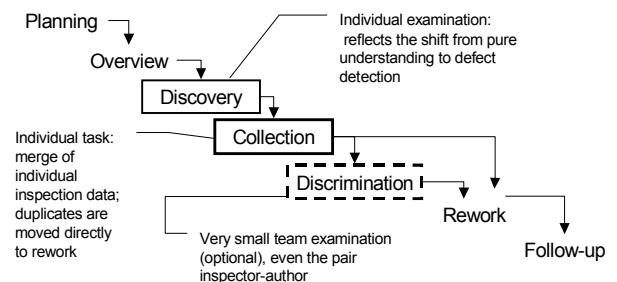 Planning
Individual examination:
reflects the shift from pure
understanding to defect
detection
Overview
Discovery
Individual task:
merge of
individual
inspection data;
duplicates are
moved directly
to rework
Collection
Discrimination
Rework
Very small team examination
(optional), even the pair
inspector-author
Follow-up